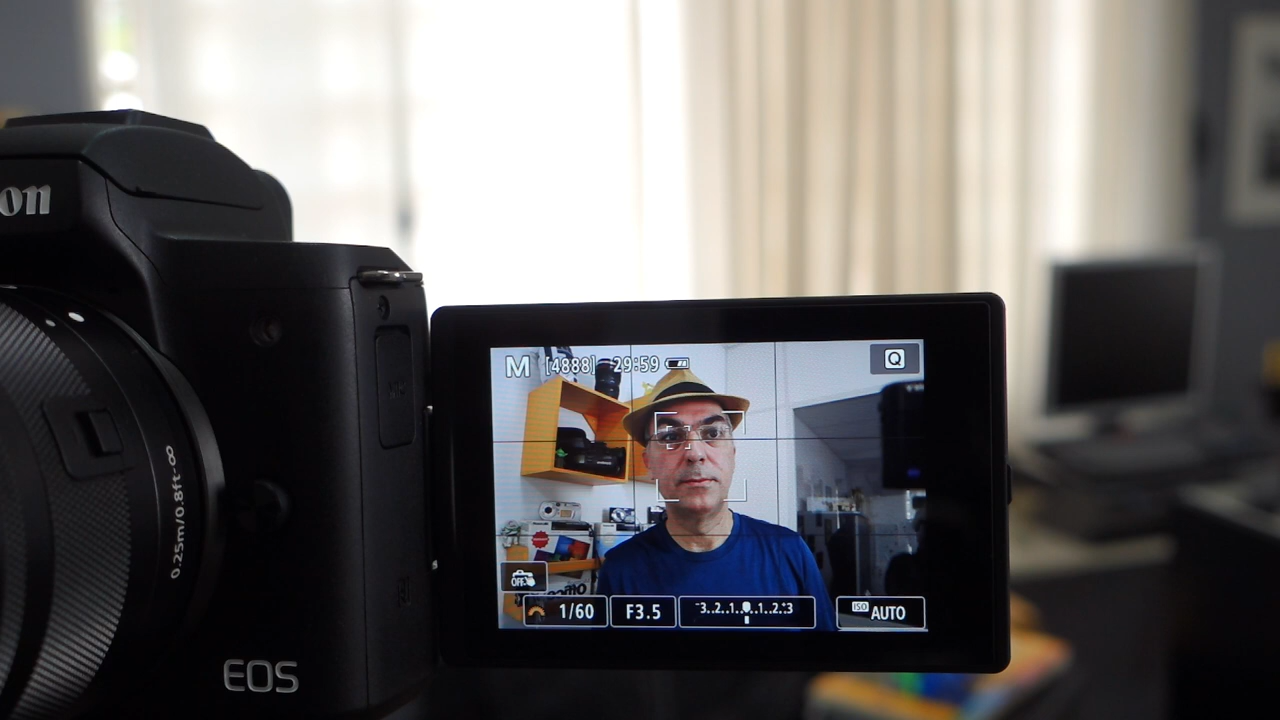 on
M [4888] 29:59 Q
0.25m/0.8ft-∞
OFF
1/60 F3.5 -3..2..1..0..1..2..3 ISO AUTO
EOS